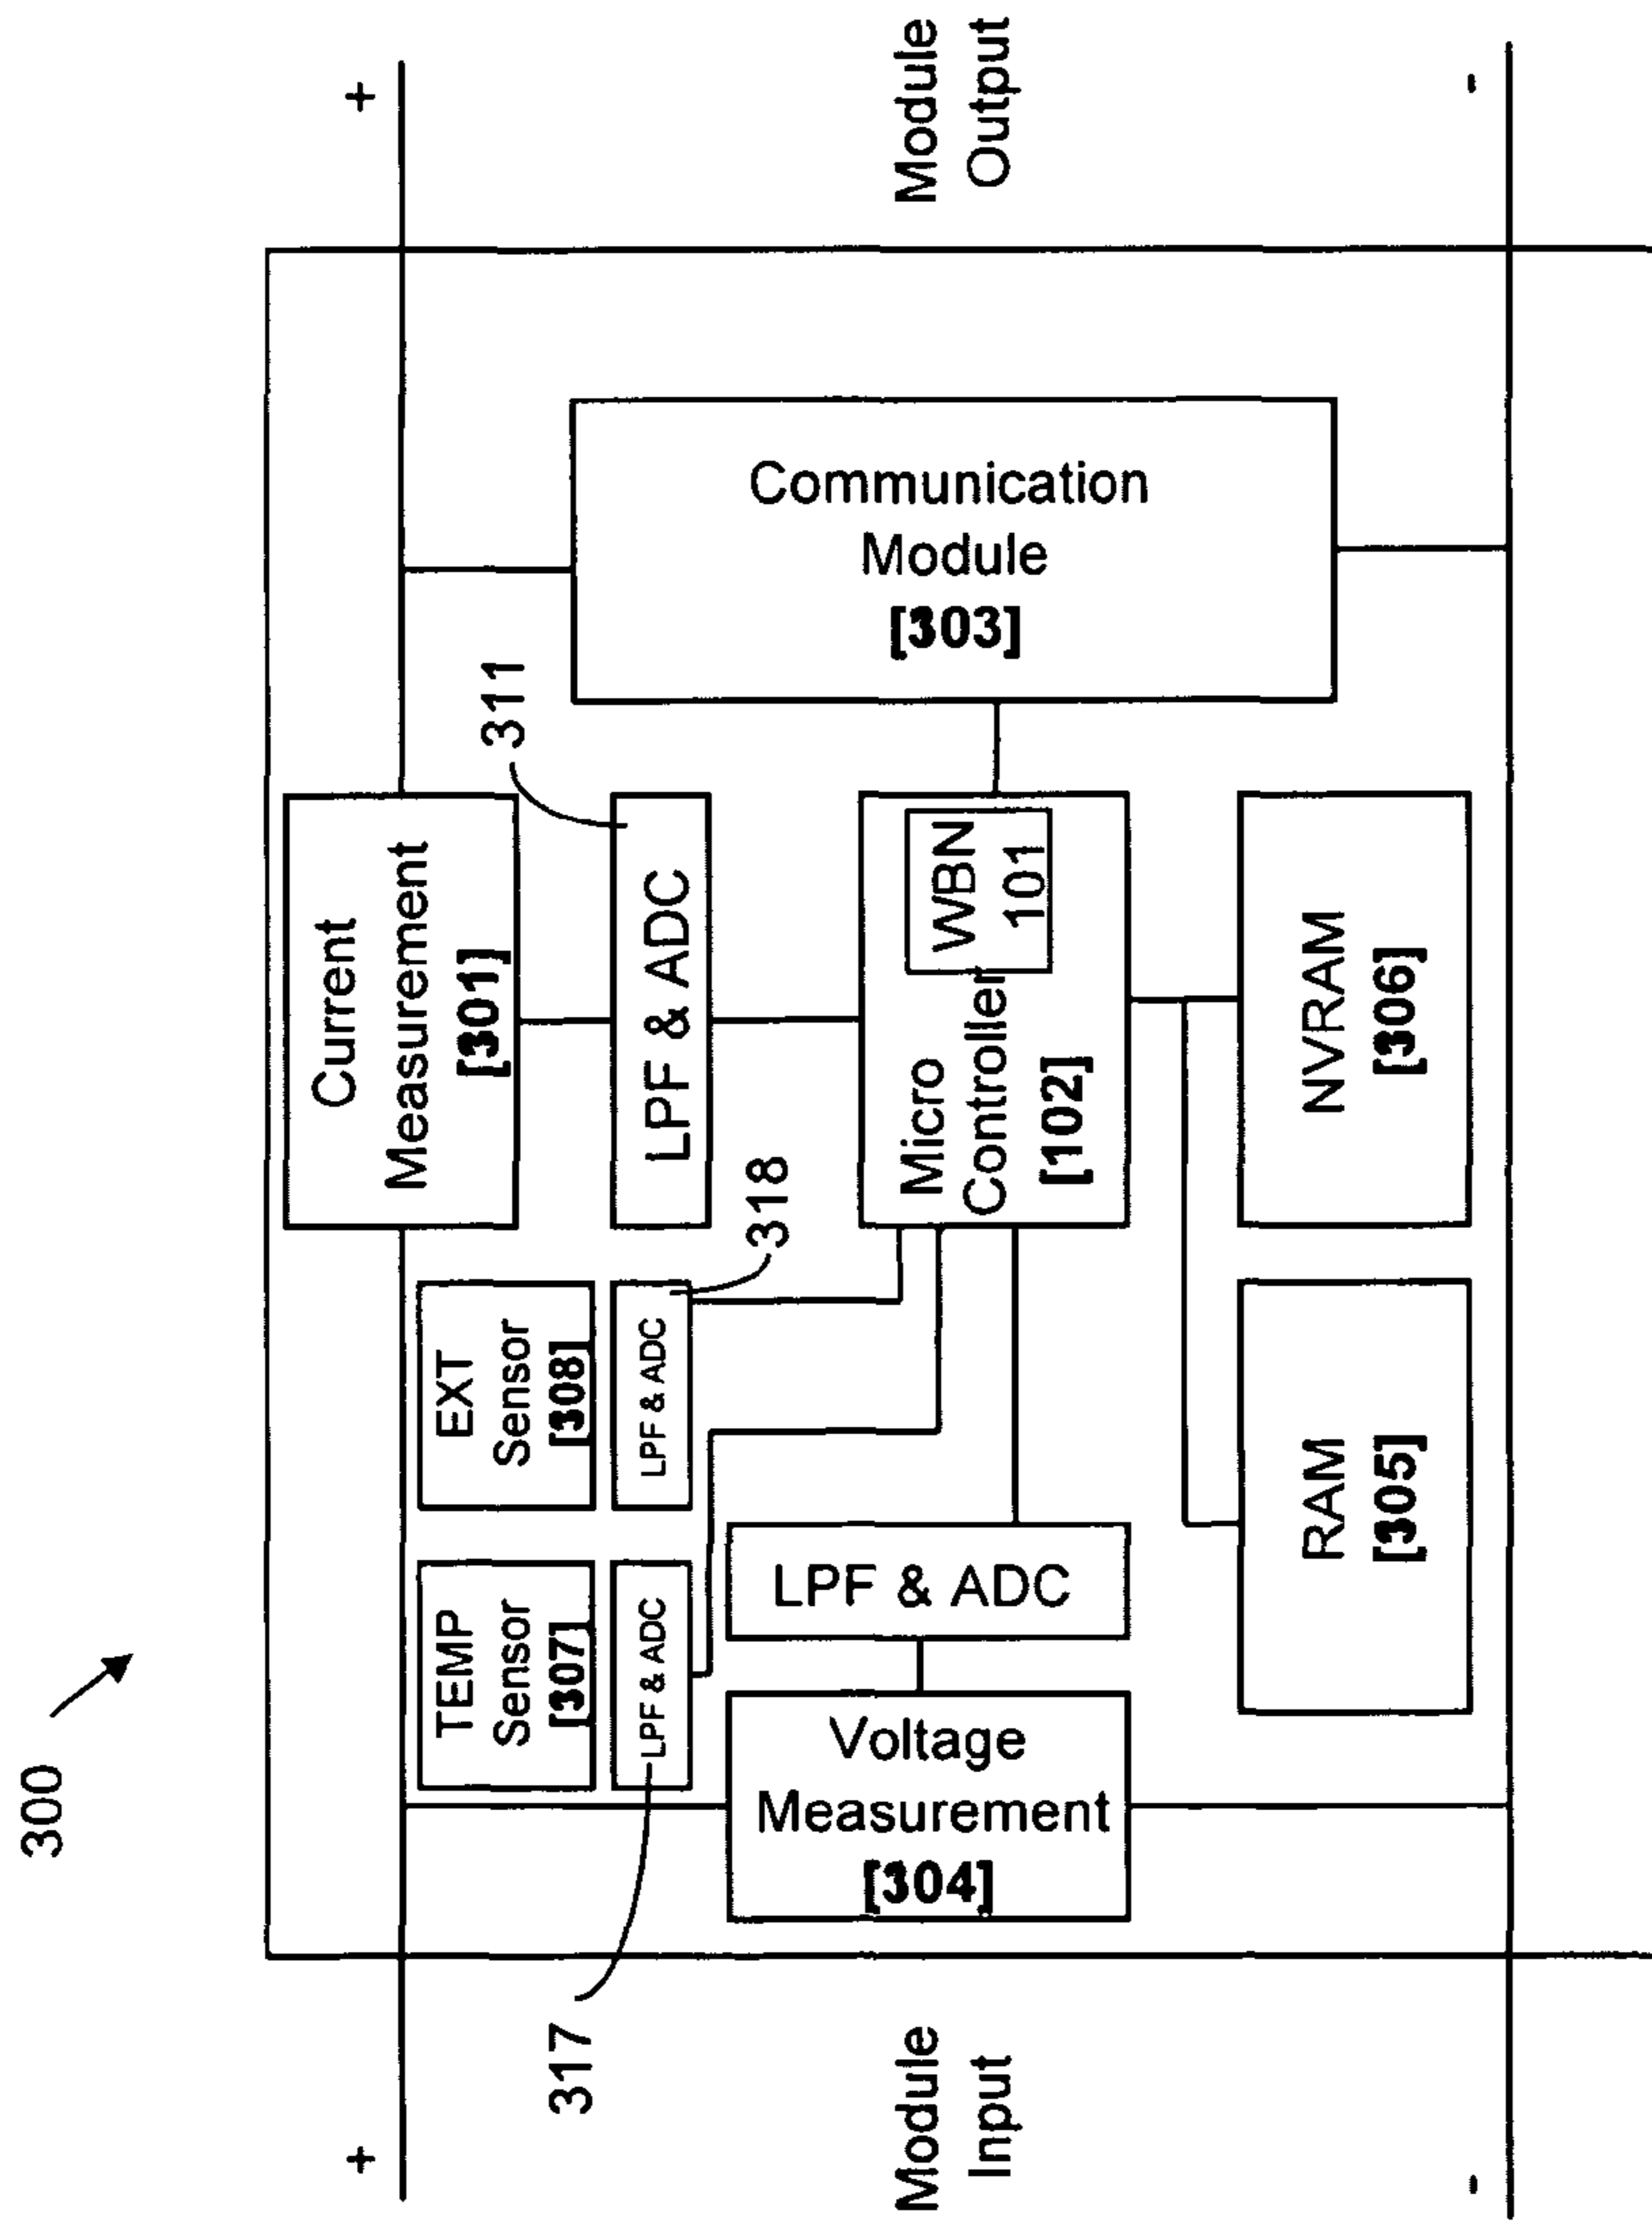 300
+
+
Current
Measurement
[301]
TEMP
Sensor
[307]
EXT
Sensor
[308]
311
LPF & ADC
LPF & ADC
LPF & ADC
317
318
Communication
Module
[303]
Voltage
Measurement
[304]
LPF & ADC
Micro
Controller
[102]
WBN
101
Module
Input
Module
Output
RAM
[305]
NVRAM
[306]
-
-